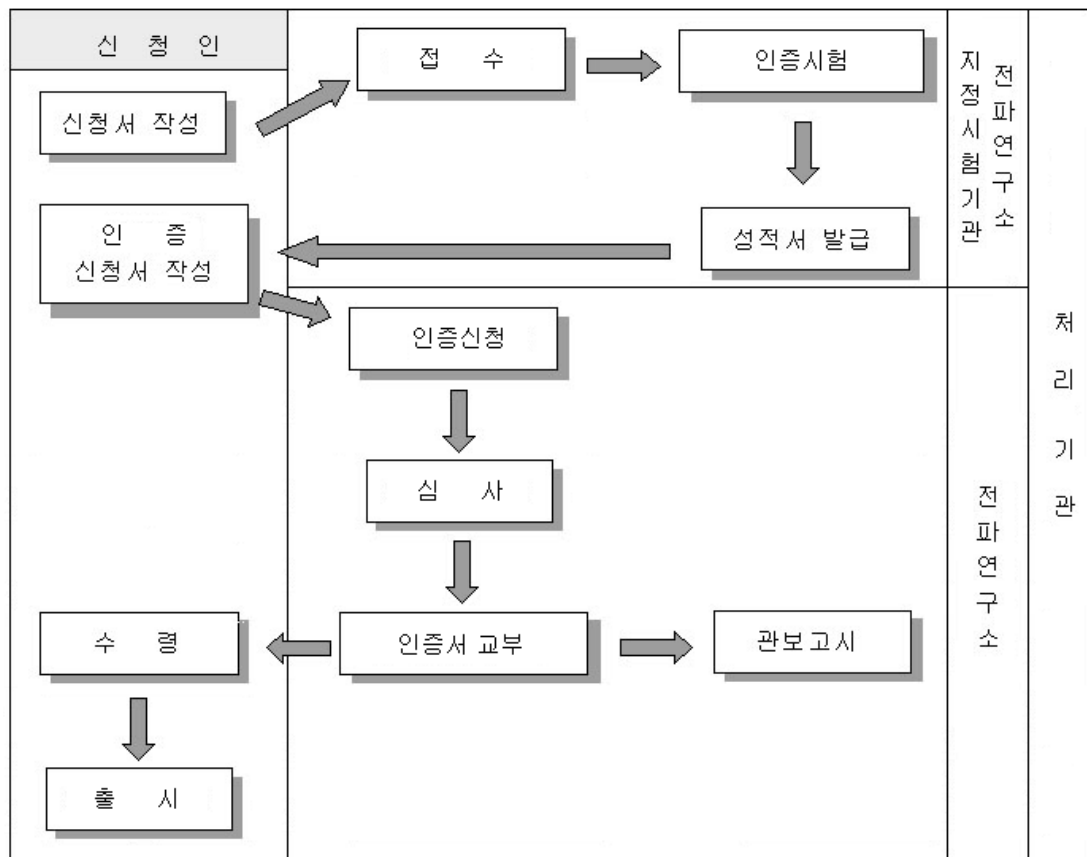 신 청 인
신청서 작성
접 수
인증시험
성적서 발급
인 증
신청서 작성
인증신청
심 사
인증서 교부
관보고시
수 령
출 시
지정시험기관
전파연구소
전파연구소
처리기관